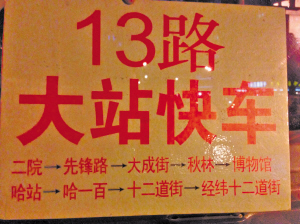 13路
大站快车
二院→先锋路→大成街→秋林→博物馆
哈站→哈一百→十二道街→经纬十二道街